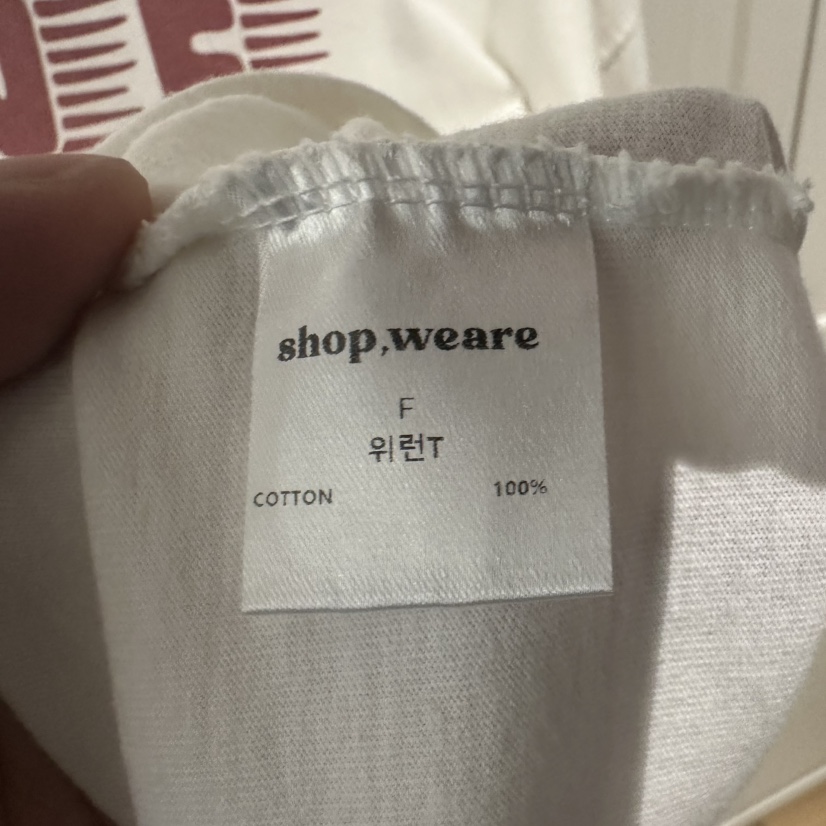 shop,weare
F
위런T
COTTON 100%